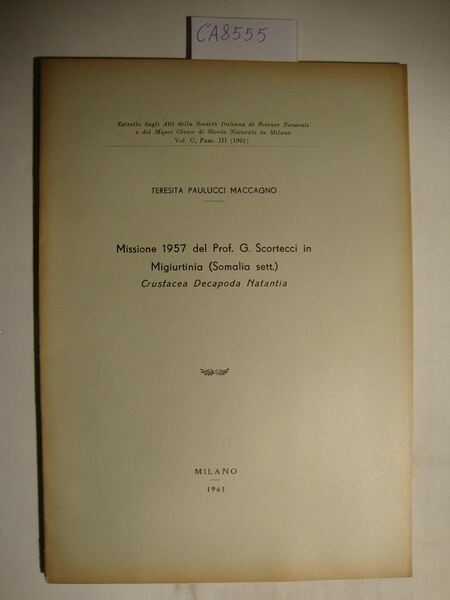 CA8555
Estratto dagli Atti della Società Italiana di Scienze Naturali
e del Museo Civico di Storia Naturale in Milano
Vol. C, Fasc. III (1961)
TERESITA PAULUCCI MACCAGNO
Missione 1957 del Prof. G. Scortecci in
Migiurtinia (Somalia sett.)
Crustacea Decapoda Natantia
MILANO
1961